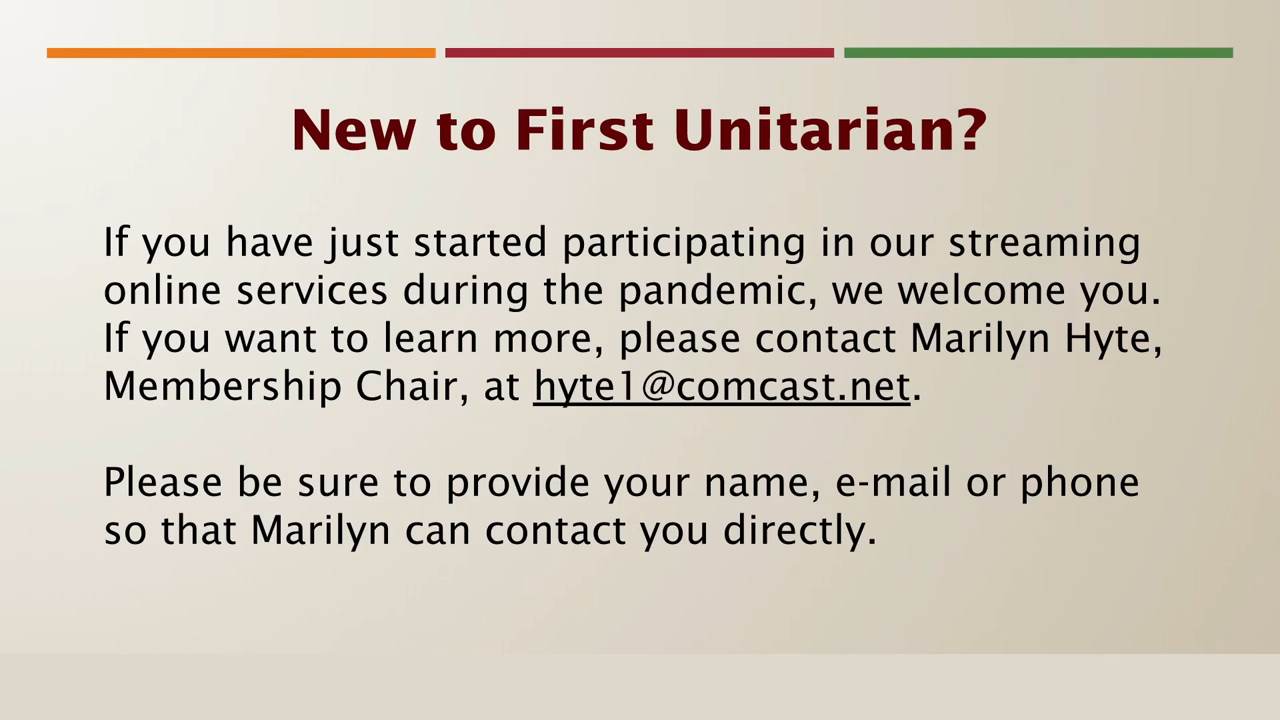 New to First Unitarian?
If you have just started participating in our streaming
online services during the pandemic, we welcome you.
If you want to learn more, please contact Marilyn Hyte,
Membership Chair, at hyte1@comcast.net.
Please be sure to provide your name, e-mail or phone
so that Marilyn can contact you directly.